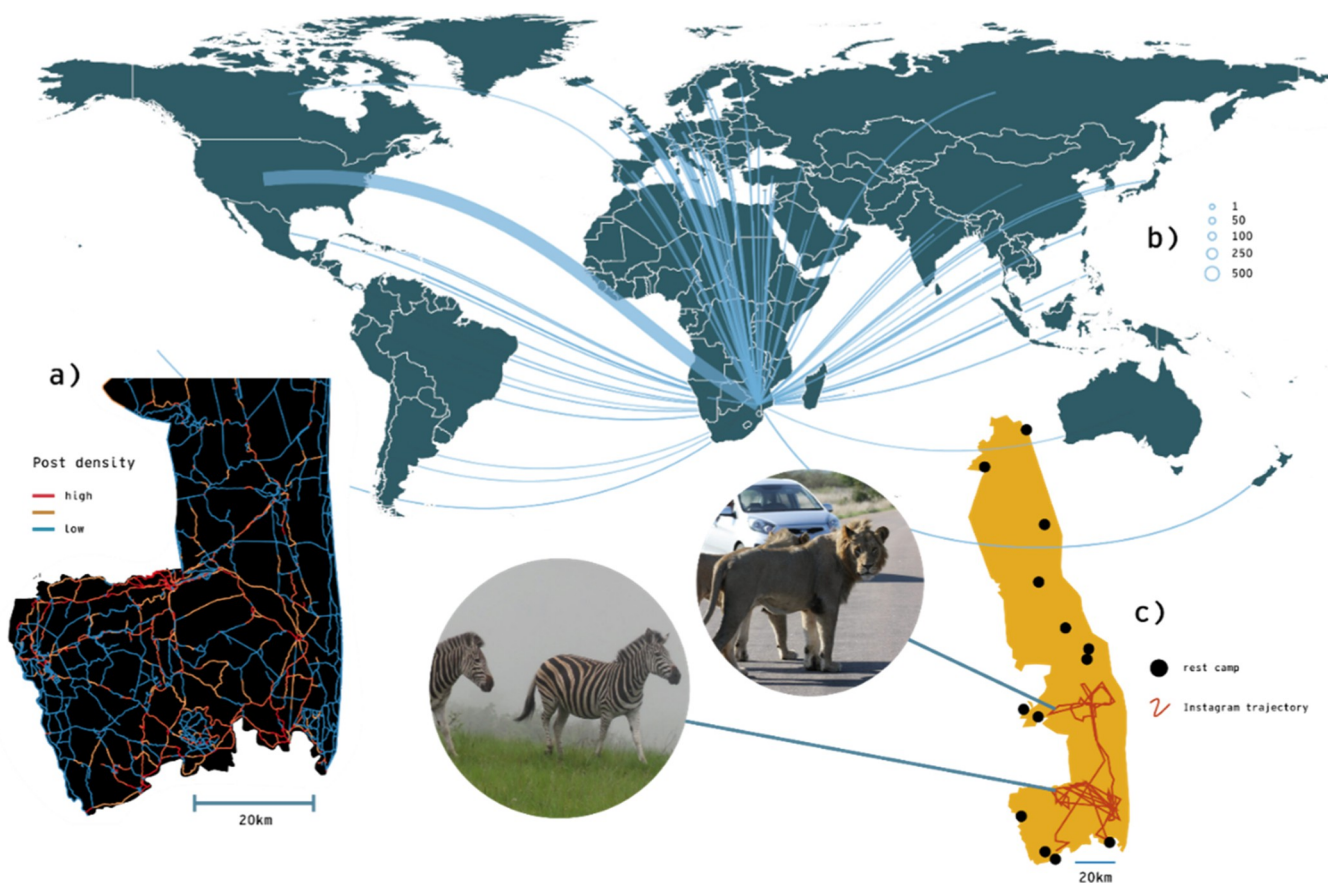 b)
1
50
100
250
500
a)
Post density
high
low
20km
c)
rest camp
Instagram trajectory
20km